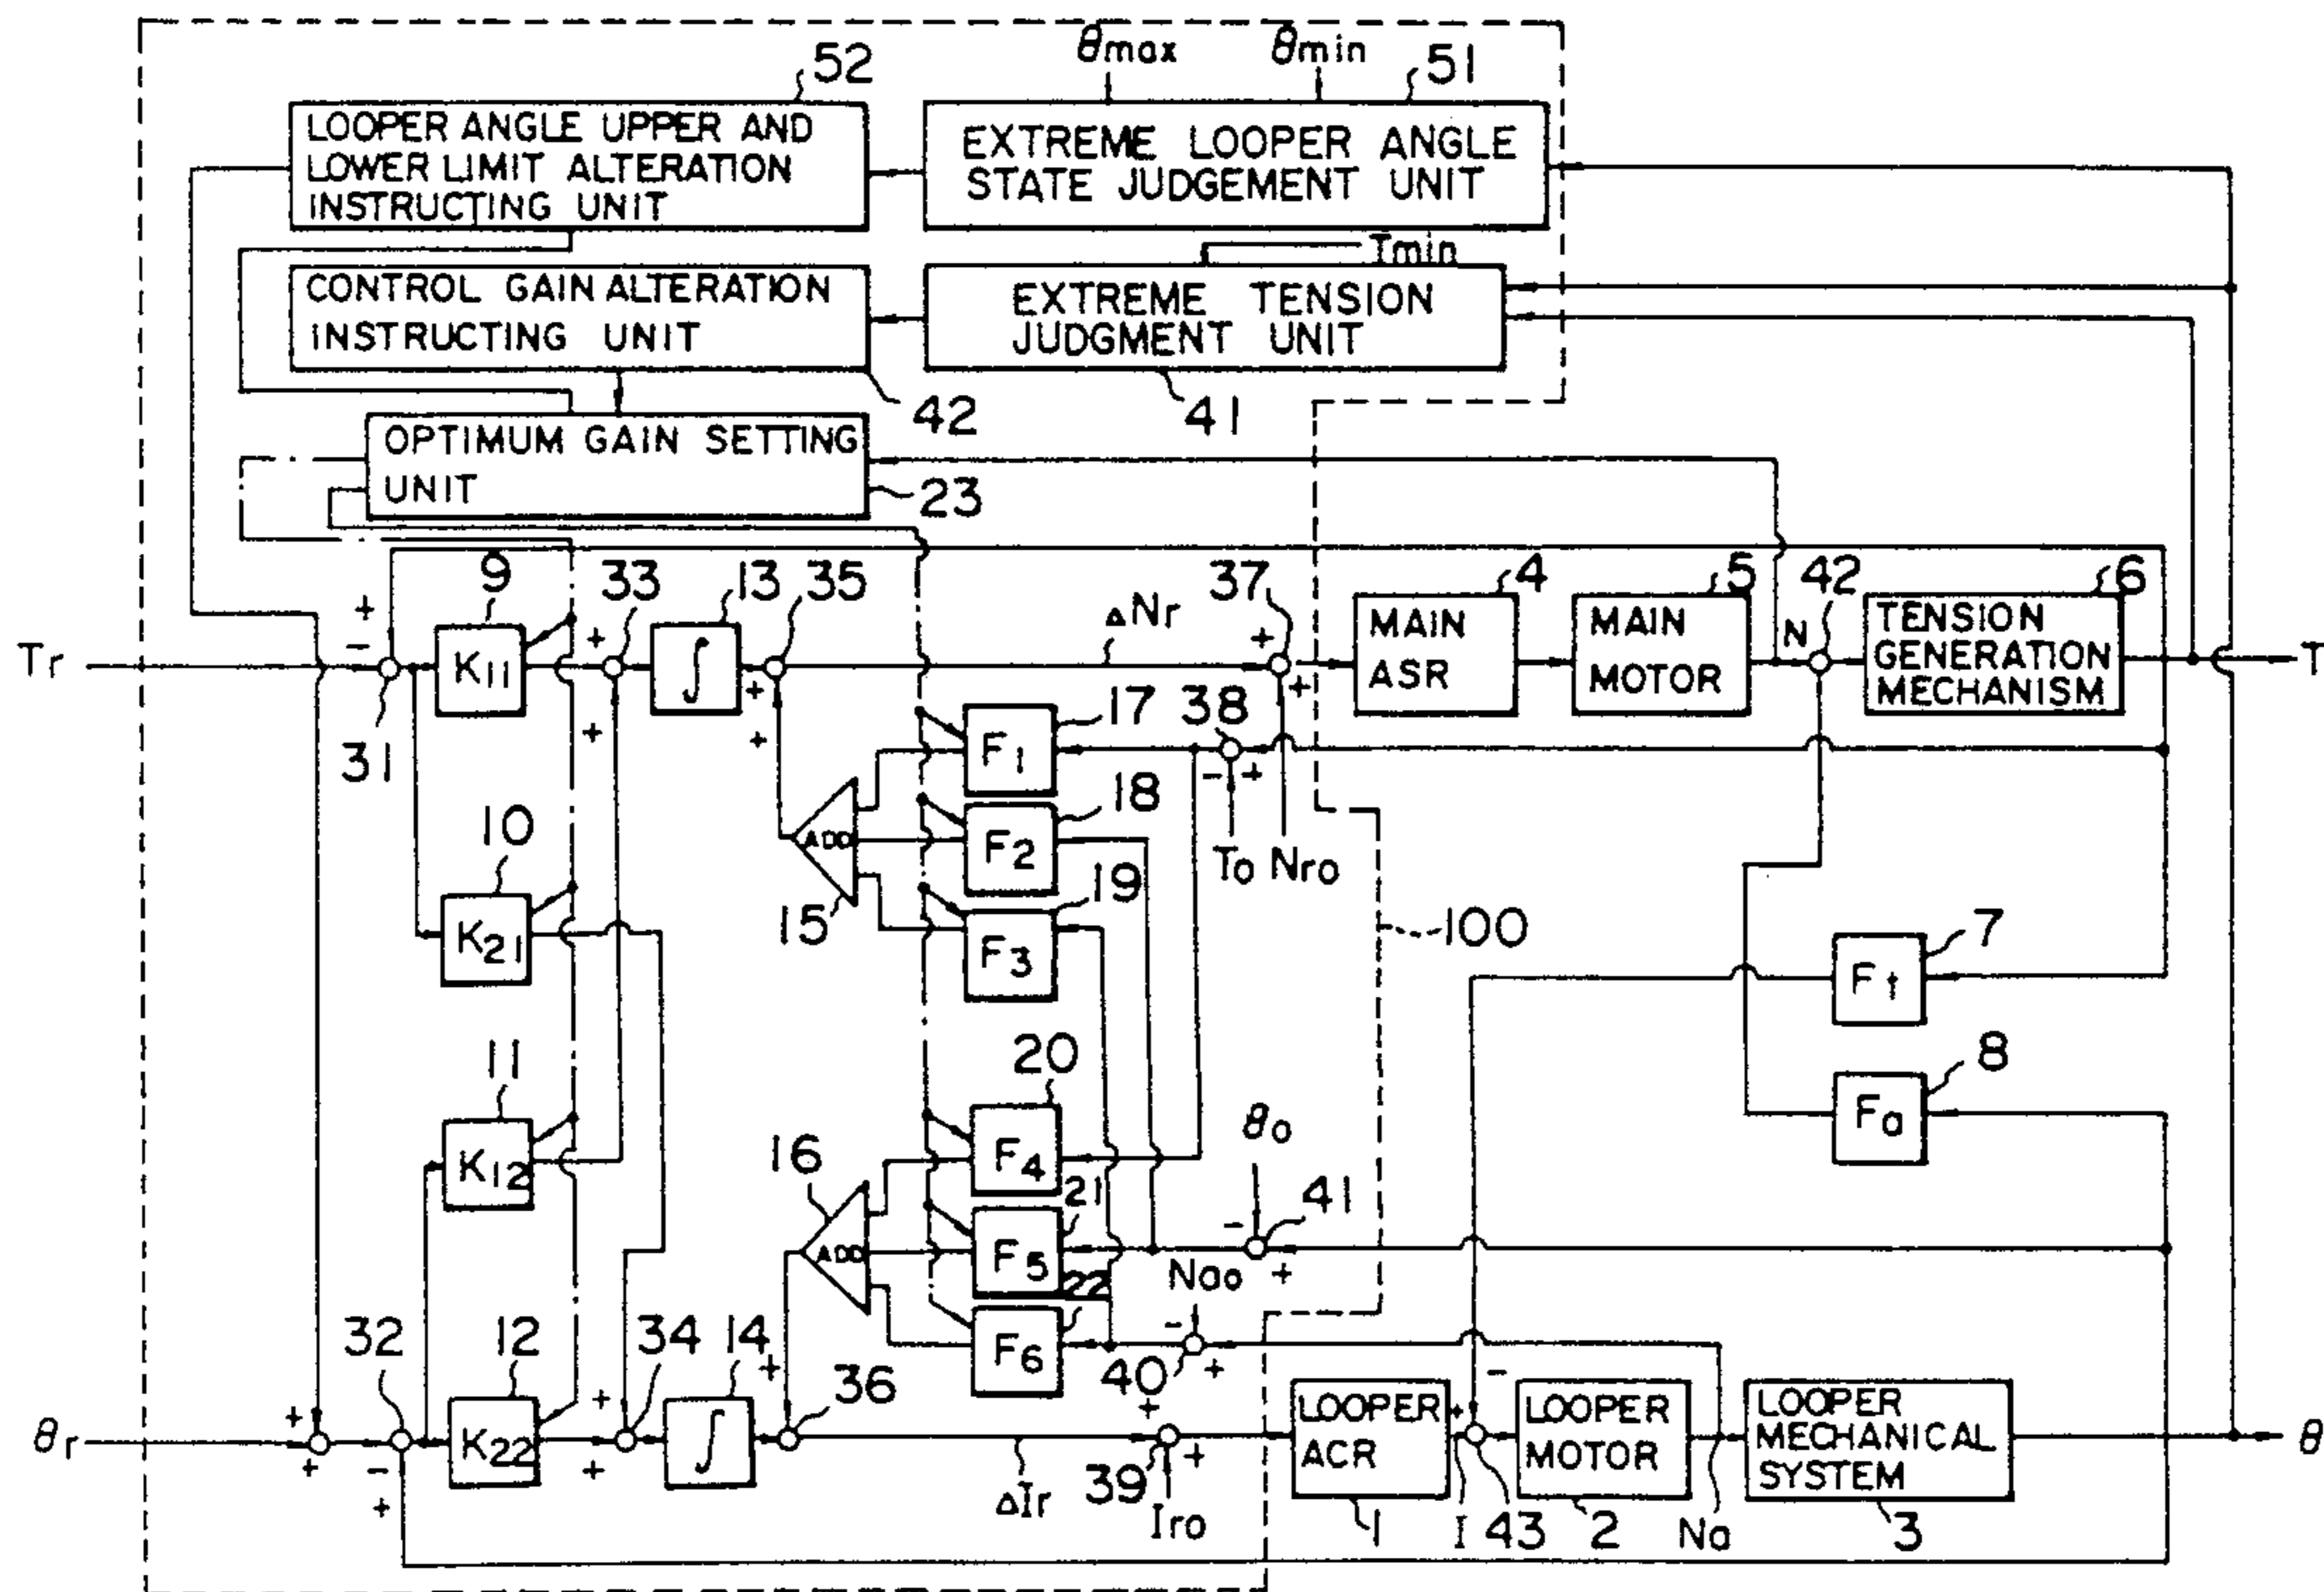 θmax
θmin
52
51
LOOPER ANGLE UPPER AND
LOWER LIMIT ALTERATION
INSTRUCTING UNIT
EXTREME LOOPER ANGLE
STATE JUDGEMENT UNIT
Tmin
CONTROL GAIN ALTERATION
INSTRUCTING UNIT
EXTREME TENSION
JUDGMENT UNIT
42
41
OPTIMUM GAIN SETTING
UNIT
23
9
33
13
35
37
4
5
42
6
+
-
+
ΔNr
+
N
Tr
K11
∫
MAIN
ASR
MAIN
MOTOR
TENSION
GENERATION
MECHANISM
T
31
+
+
+
+
17
38
F1
- +
10
18
ADD
F2
To Nro
K21
15
19
F3
100
7
Ft
11
20
8
θo
Fa
K12
16
F4
21
-
41
ADD
F5
22
Nao
+
32
12
34
14
+
36
F6
-
40
+
-
+
+
+
LOOPER
ACR
+
LOOPER
MOTOR
LOOPER
MECHANICAL
SYSTEM
θr
K22
∫
θ
+
-
+
+
+
ΔIr
39
Iro
1
I
43
2
Na
3